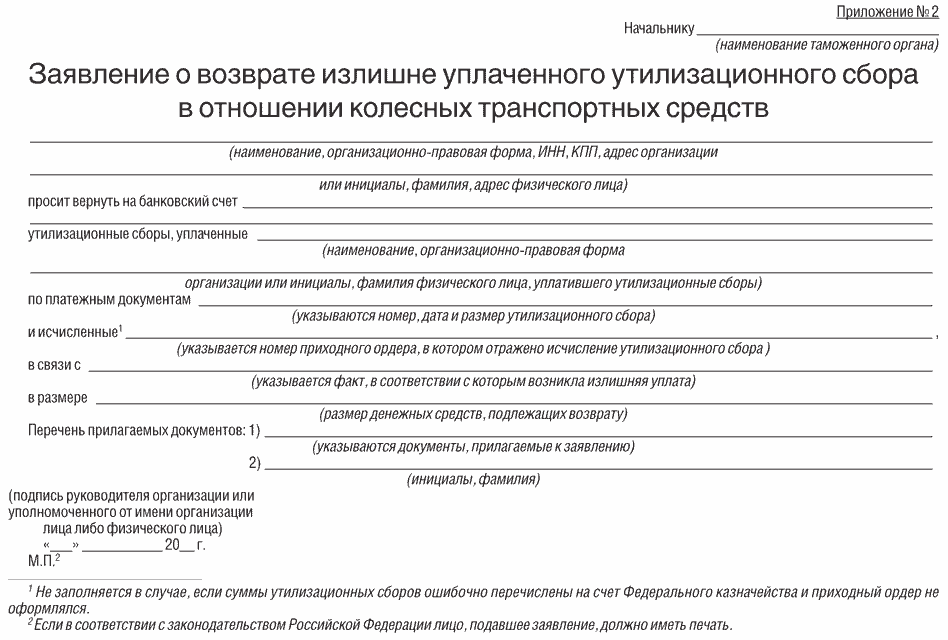 Приложение № 2
Начальнику
(наименование таможенного органа)
Заявление о возврате излишне уплаченного утилизационного сбора
в отношении колесных транспортных средств
(наименование, организационно-правовая форма, ИНН, КПП, адрес организации
или инициалы, фамилия, адрес физического лица)
просит вернуть на банковский счет
утилизационные сборы, уплаченные
(наименование, организационно-правовая форма
организации или инициалы, фамилия физического лица, уплатившего утилизационные сборы)
по платежным документам
(указываются номер, дата и размер утилизационного сбора)
и исчисленные¹ ,
(указывается номер приходного ордера, в котором отражено исчисление утилизационного сбора )
в связи с
(указывается факт, в соответствии с которым возникла излишняя уплата)
в размере
(размер денежных средств, подлежащих возврату)
Перечень прилагаемых документов: 1)
(указываются документы, прилагаемые к заявлению)
2)
(инициалы, фамилия)
(подпись руководителя организации или
уполномоченного от имени организации
лица либо физического лица)
«___» ___________ 20__ г.
М.П.²
¹ Не заполняется в случае, если суммы утилизационных сборов ошибочно перечислены на счет Федерального казначейства и приходный ордер не
оформлялся.
² Если в соответствии с законодательством Российской Федерации лицо, подавшее заявление, должно иметь печать.